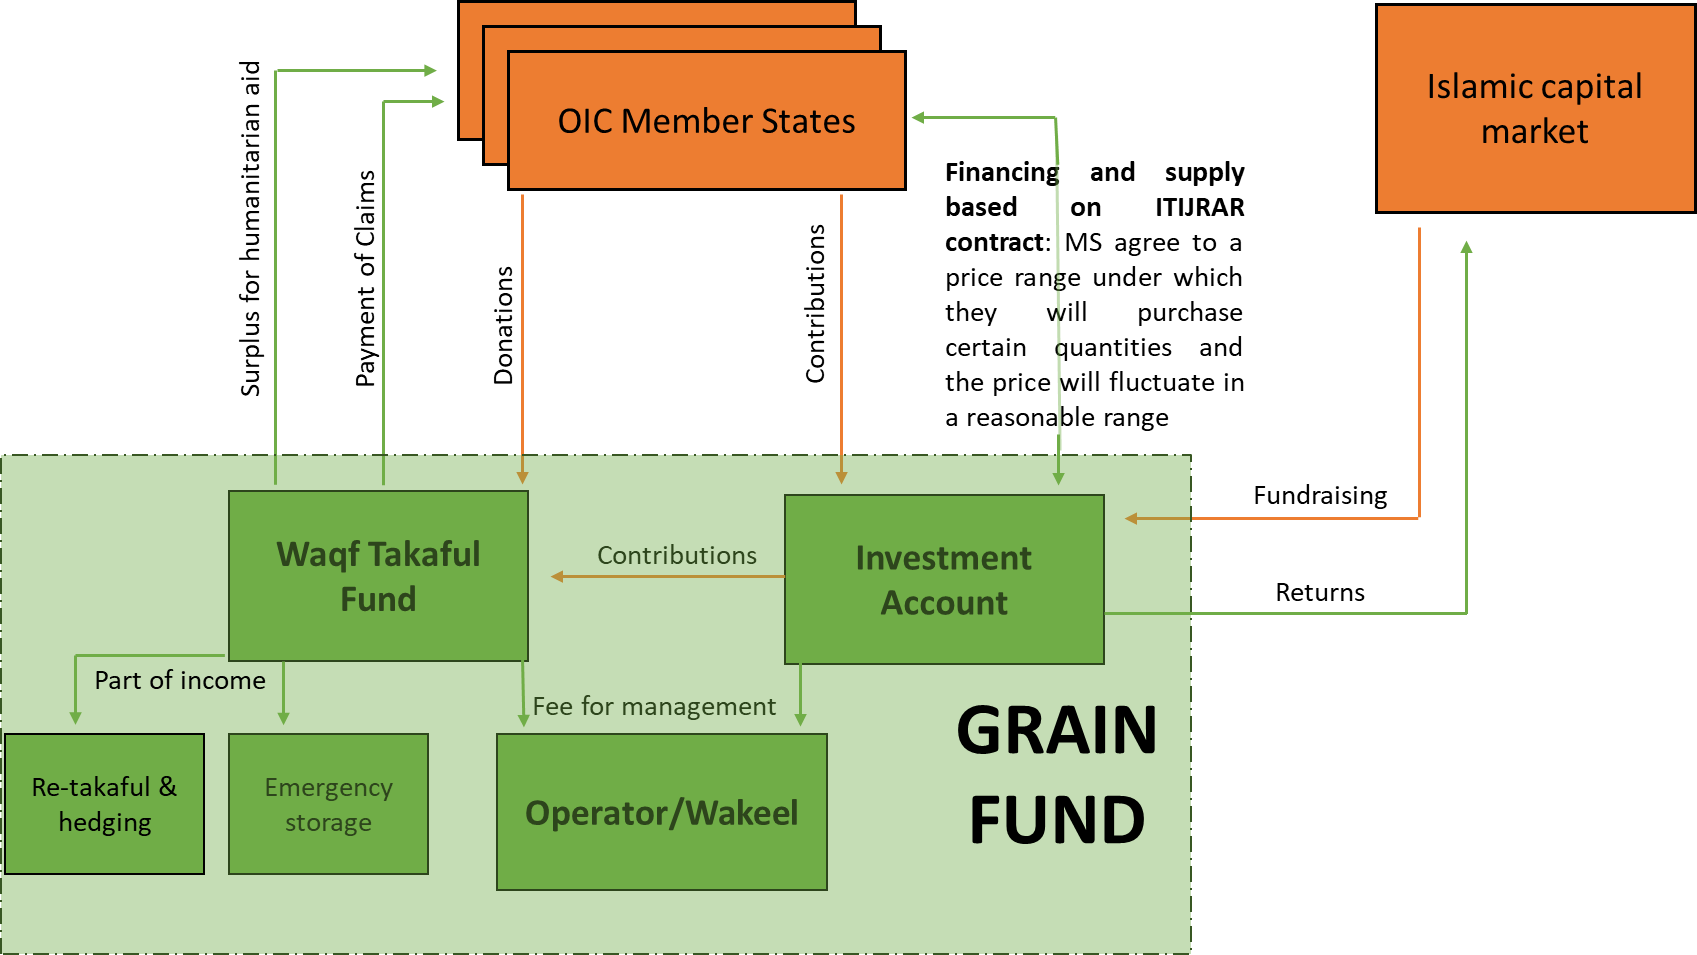 OIC Member States
Islamic capital
market
Surplus for humanitarian aid
Payment of Claims
Donations
Contributions
Financing and supply
based on ITIJRAR
contract: MS agree to a
price range under which
they will purchase
certain quantities and
the price will fluctuate in
a reasonable range
Fundraising
Returns
Waqf Takaful
Fund
Contributions
Investment
Account
Part of income
Fee for management
Re-takaful &
hedging
Emergency
storage
Operator/Wakeel
GRAIN
FUND